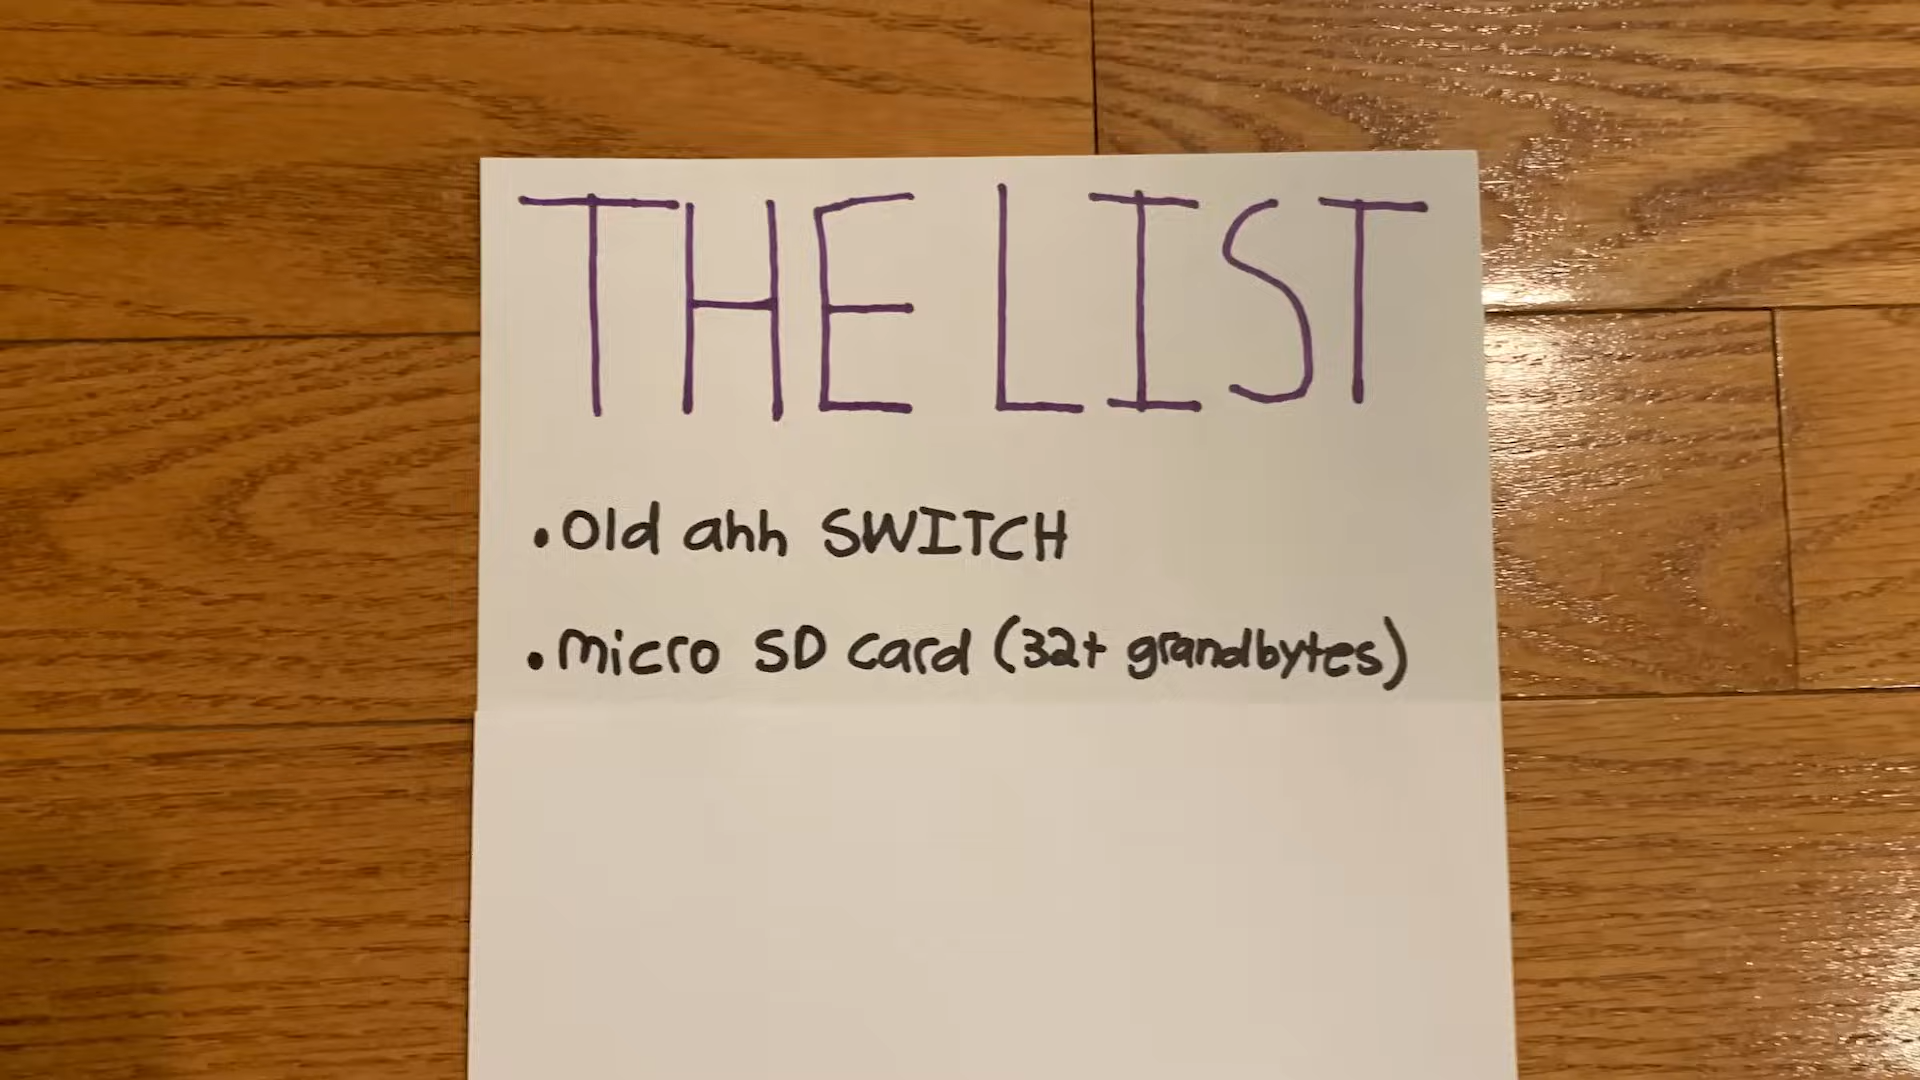 THE LIST
• Old ahh SWITCH
• micro SD card (32+ grandbytes)